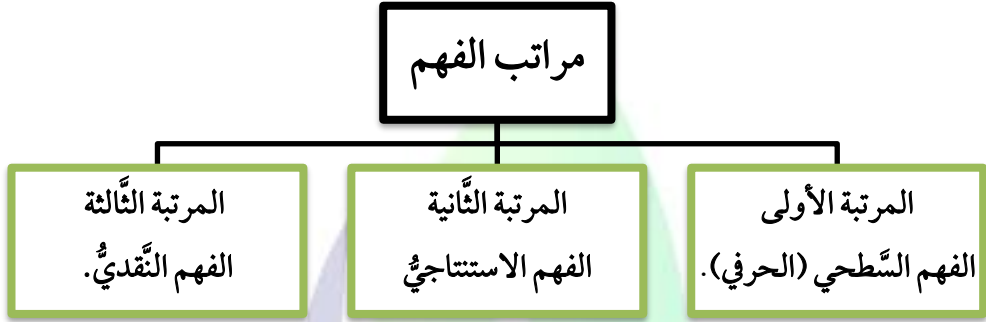 مراتب الفهم
المرتبة الأولى
الفهم السَّطحي (الحرفي).
المرتبة الثَّانية
الفهم الاستنتاجيُّ
المرتبة الثَّالثة
الفهم النَّقديُّ.